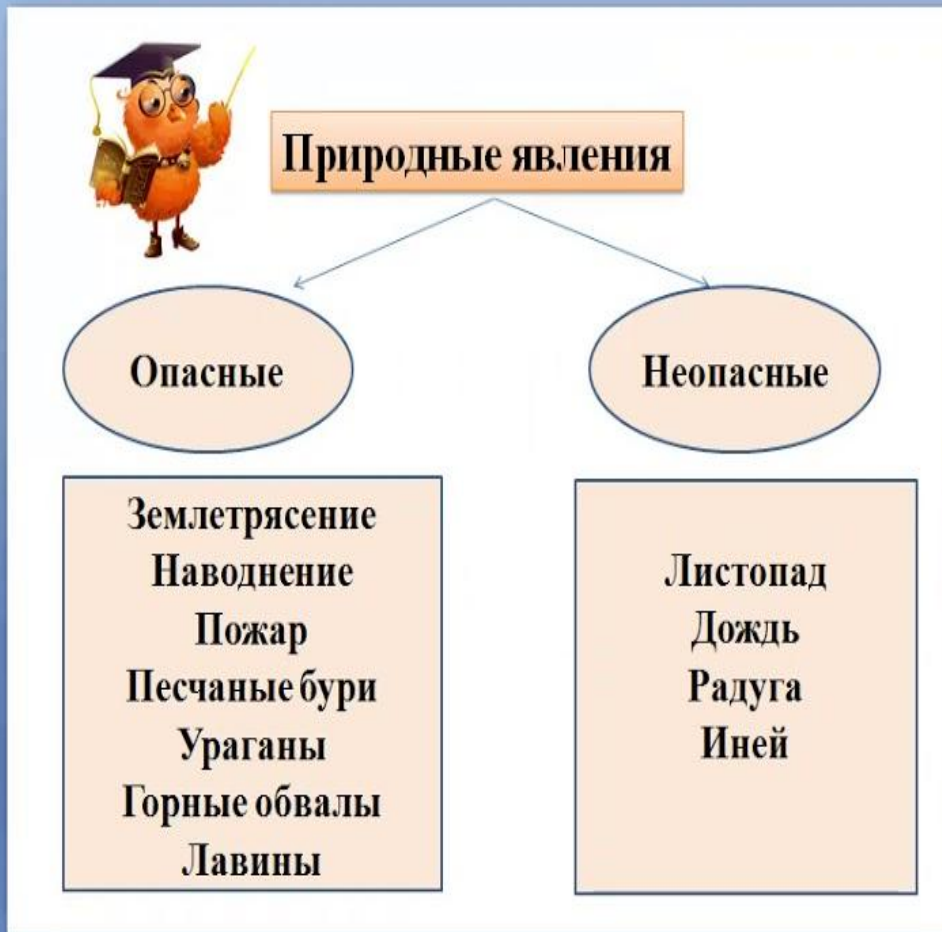 Природные явления
Опасные
Неопасные
Землетрясение
Наводнение
Пожар
Песчаные бури
Ураганы
Горные обвалы
Лавины
Листопад
Дождь
Радуга
Иней